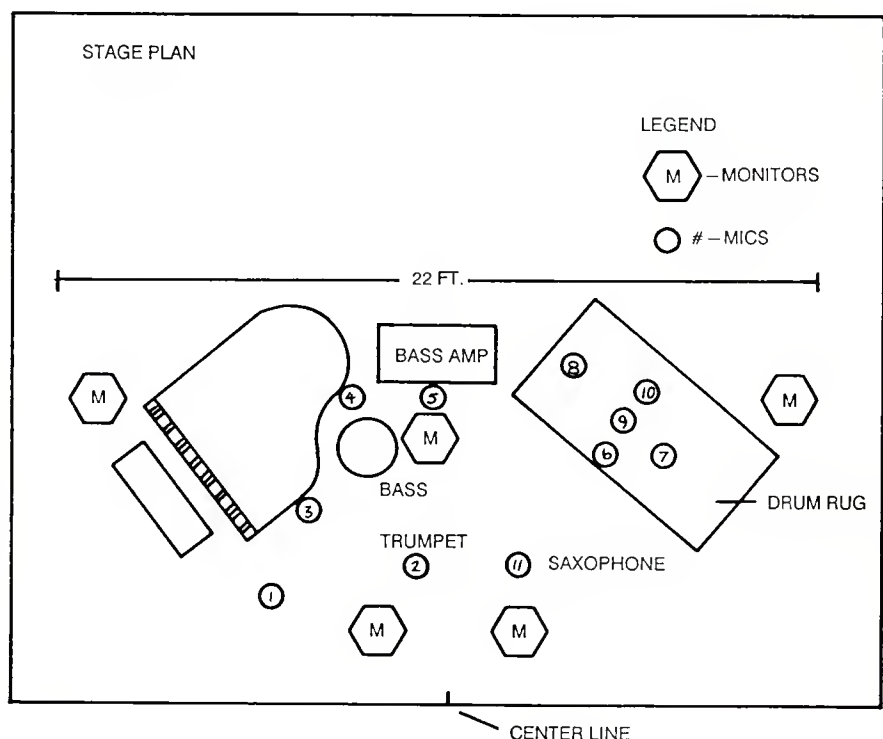 STAGE PLAN
LEGEND
M – MONITORS
# – MICS
22 FT.
BASS AMP
M
M
8
10
4
5
9
M
6
7
BASS
DRUM RUG
3
TRUMPET
2
11
SAXOPHONE
1
M
M
CENTER LINE